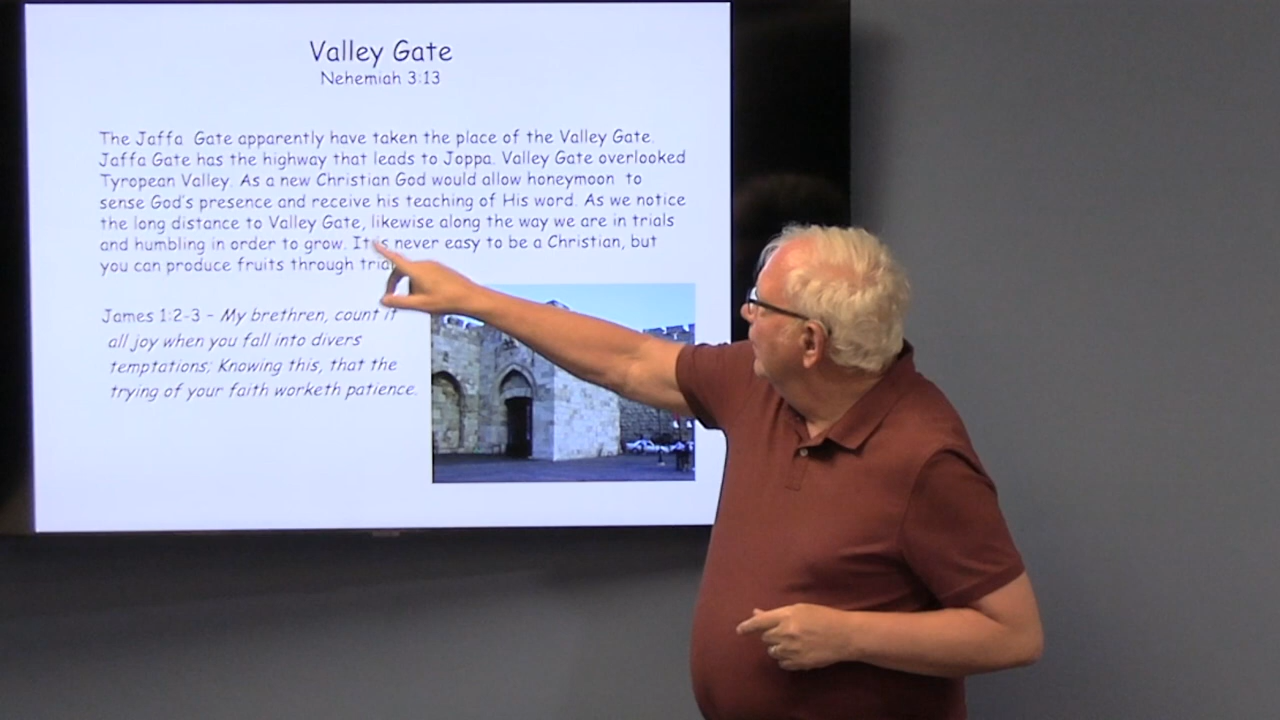 Valley Gate
Nehemiah 3:13
The Jaffa Gate apparently have taken the place of the Valley Gate.
Jaffa Gate has the highway that leads to Joppa. Valley Gate overlooked
Tyropean Valley. As a new Christian God would allow honeymoon to
sense God's presence and receive his teaching of His word. As we notice
the long distance to Valley Gate, likewise along the way we are in trials
and humbling in order to grow. It is never easy to be a Christian, but
you can produce fruits through
James 1:2-3 - My brethren, count it
all joy when you fall into divers
temptations; Knowing this, that the
trying of your faith worketh patience.